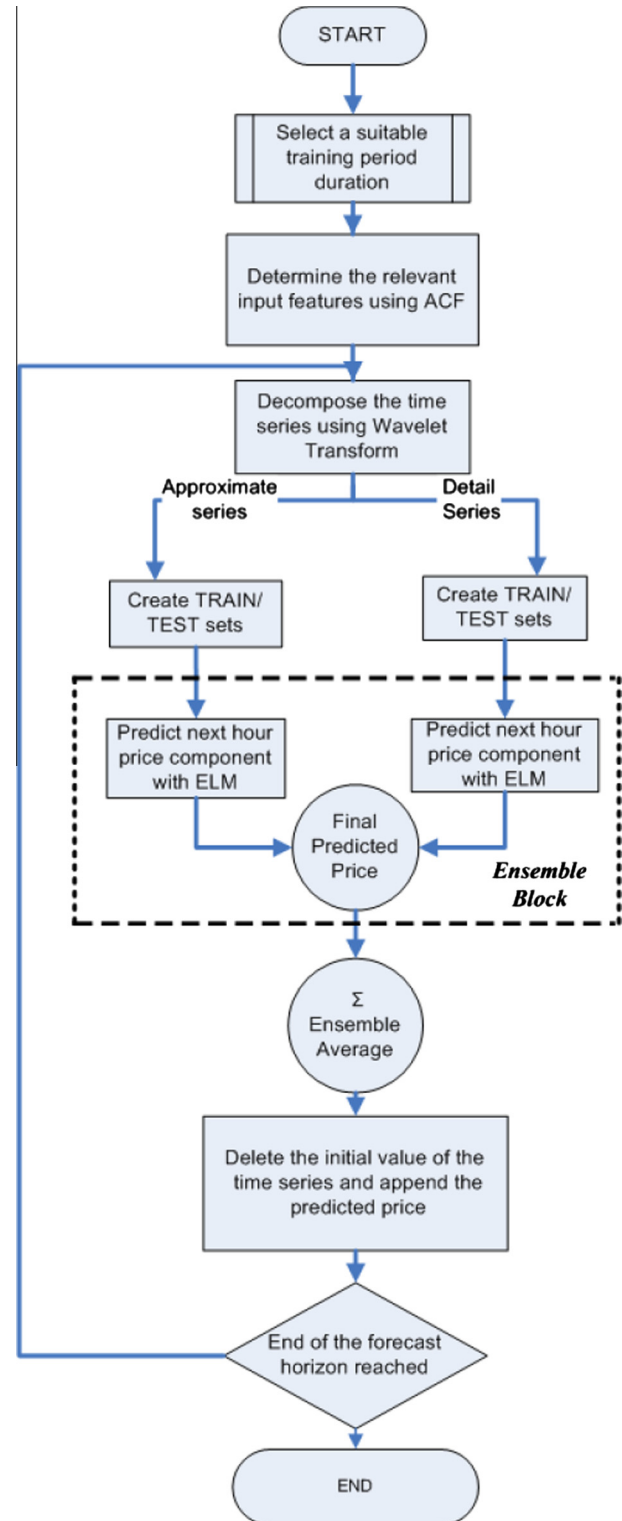 START
Select a suitable
training period
duration
Determine the relevant
input features using ACF
Decompose the time
series using Wavelet
Transform
Approximate
series
Detail
Series
Create TRAIN/
TEST sets
Create TRAIN/
TEST sets
Predict next hour
price component
with ELM
Predict next hour
price component
with ELM
Final
Predicted
Price
Ensemble
Block
Σ
Ensemble
Average
Delete the initial value of the
time series and append the
predicted price
End of the forecast
horizon reached
END